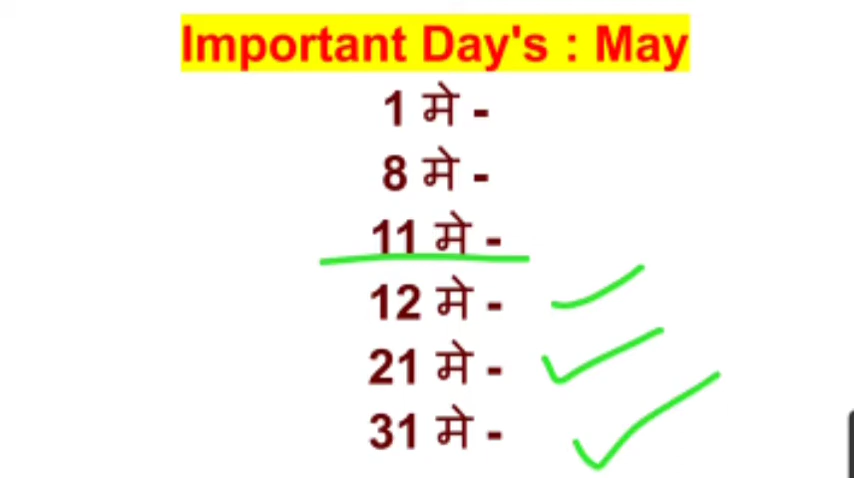 Important Day's : May
1 मे -
8 मे -
11 मे -
12 मे -
21 मे -
31 मे -